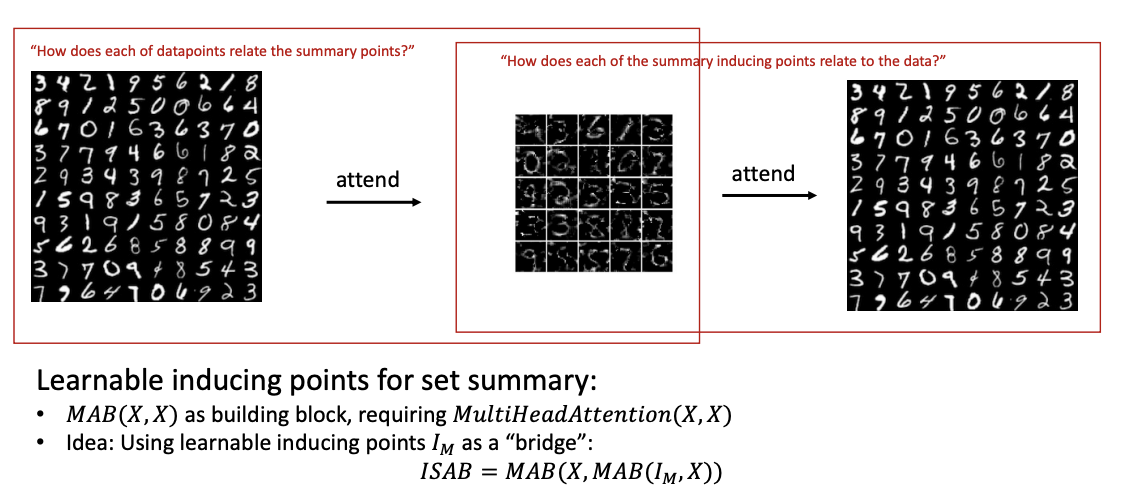 “How does each of datapoints relate the summary points?”
3 4 2 1 9 5 6 2 1 8
8 9 1 2 5 0 0 6 6 4
6 7 0 1 6 3 6 3 7 0
3 7 7 9 4 6 6 1 8 2
2 9 3 4 3 9 8 7 2 5
1 5 9 8 3 6 5 7 2 3
9 3 1 9 1 5 8 0 8 4
5 6 2 6 8 5 8 8 9 9
3 7 7 0 9 4 8 5 4 3
7 9 6 4 7 0 6 9 2 3
attend
“How does each of the summary inducing points relate to the data?”
attend
3 4 2 1 9 5 6 2 1 8
8 9 1 2 5 0 0 6 6 4
6 7 0 1 6 3 6 3 7 0
3 7 7 9 4 6 6 1 8 2
2 9 3 4 3 9 8 7 2 5
1 5 9 8 3 6 5 7 2 3
9 3 1 9 1 5 8 0 8 4
5 6 2 6 8 5 8 8 9 9
3 7 7 0 9 4 8 5 4 3
7 9 6 4 7 0 6 9 2 3
Learnable inducing points for set summary:
• MAB(X, X) as building block, requiring MultiHeadAttention(X, X)
• Idea: Using learnable inducing points I_M as a “bridge”:
ISAB = MAB(X, MAB(I_M, X))